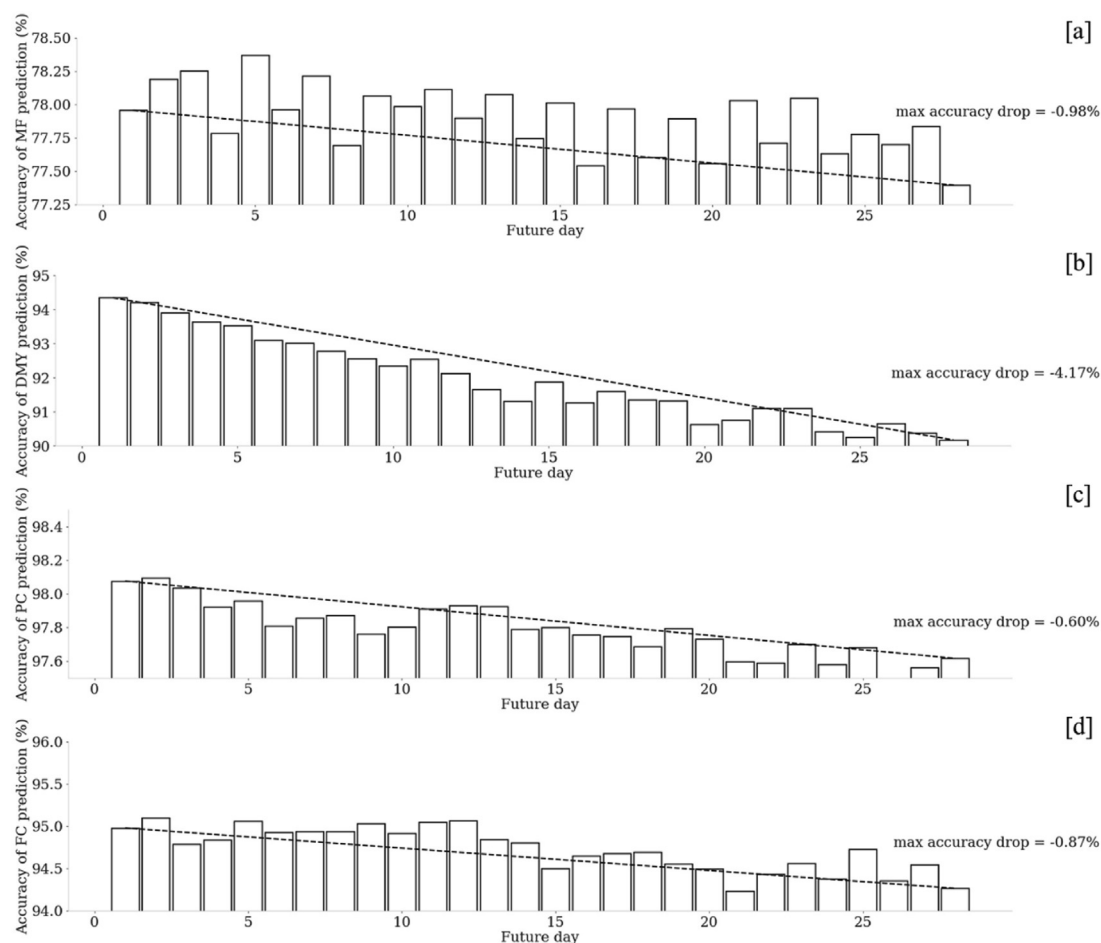 [a]
Accuracy of MF prediction (%)
78.50
78.25
78.00
77.75
77.50
77.25
max accuracy drop = -0.98%
0 5 10 15 20 25
Future day
[b]
Accuracy of DMY prediction (%)
95
94
93
92
91
90
max accuracy drop = -4.17%
0 5 10 15 20 25
Future day
[c]
Accuracy of PC prediction (%)
98.4
98.2
98.0
97.8
97.6
max accuracy drop = -0.60%
0 5 10 15 20 25
Future day
[d]
Accuracy of FC prediction (%)
96.0
95.5
95.0
94.5
94.0
max accuracy drop = -0.87%
0 5 10 15 20 25
Future day